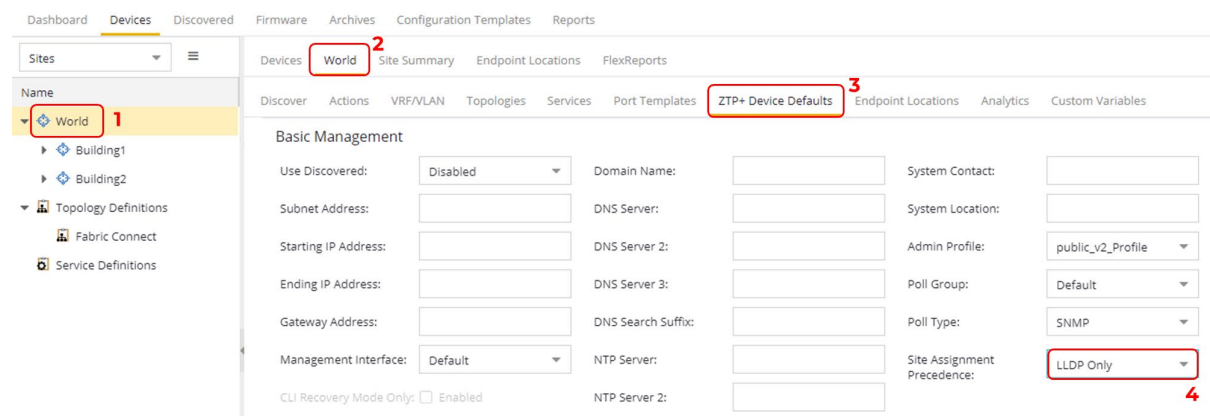 Dashboard Devices Discovered Firmware Archives Configuration Templates Reports
Sites
Devices World 2 Site Summary Endpoint Locations FlexReports
Name
Discover Actions VRF/VLAN Topologies Services Port Templates ZTP+ Device Defaults 3 Endpoint Locations Analytics Custom Variables
World 1
Building1
Building2
Topology Definitions
Fabric Connect
Service Definitions
Basic Management
Use Discovered: Disabled Domain Name: System Contact:
Subnet Address: DNS Server: System Location:
Starting IP Address: DNS Server 2: Admin Profile: public_v2_Profile
Ending IP Address: DNS Server 3: Poll Group: Default
Gateway Address: DNS Search Suffix: Poll Type: SNMP
Management Interface: Default NTP Server: Site Assignment Precedence: LLDP Only
CLI Recovery Mode Only: Enabled NTP Server 2: 4